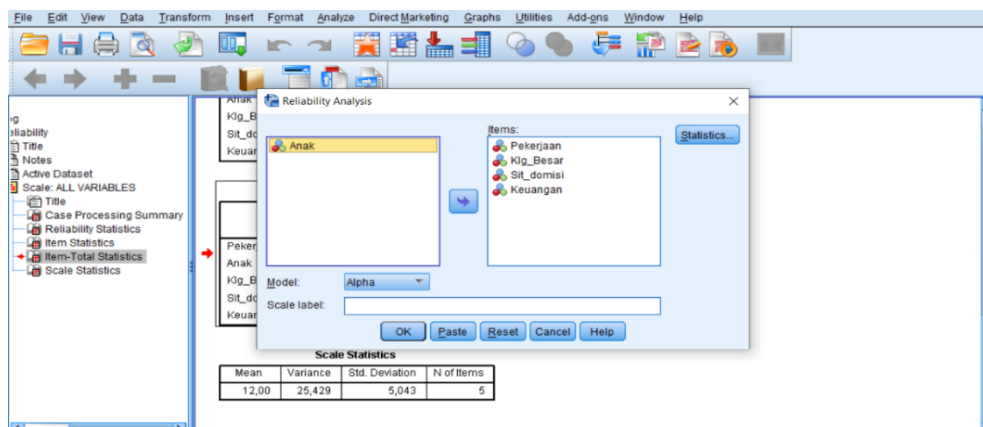 File Edit View Data Transform Insert Format Analyze Direct Marketing Graphs Utilities Add-ons Window Help
Reliability Analysis
Title
Notes
Active Dataset
Scale: ALL VARIABLES
Title
Case Processing Summary
Reliability Statistics
Item Statistics
Item-Total Statistics
Scale Statistics
Anak
Klg_B
Sit_do
Keuar
Peker
Anak
Klg_B
Sit_do
Keuar
Anak
Items:
Pekerjaan
Klg_Besar
Sit_domisi
Keuangan
Statistics...
Model: Alpha
Scale label:
OK Paste Reset Cancel Help
Scale Statistics
Mean Variance Std. Deviation N of Items
12,00 25,429 5,043 5